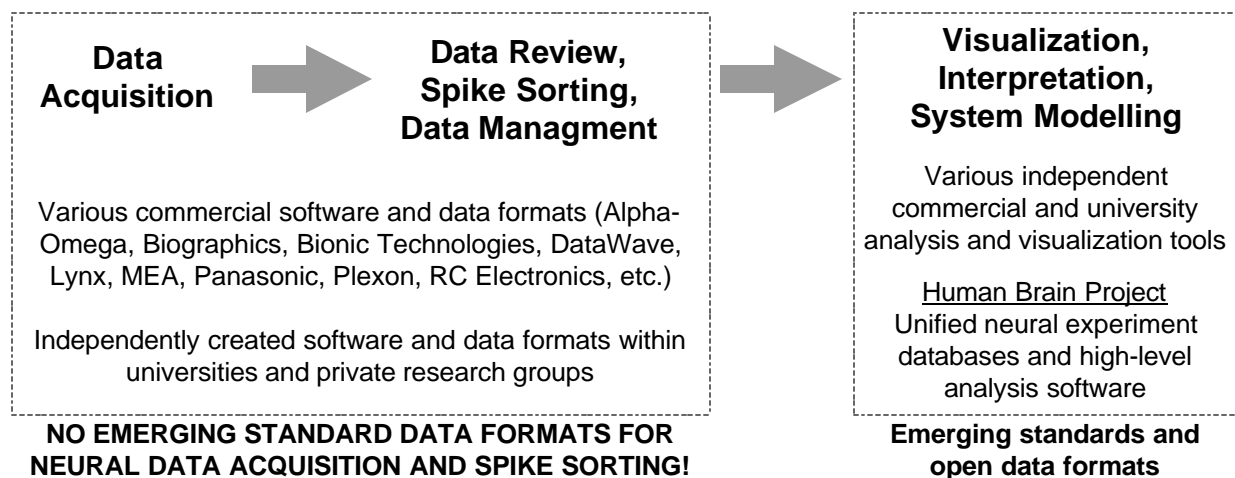 Data
Acquisition
Data Review,
Spike Sorting,
Data Managment
Various commercial software and data formats (Alpha-
Omega, Biographics, Bionic Technologies, DataWave,
Lynx, MEA, Panasonic, Plexon, RC Electronics, etc.)
Independently created software and data formats within
universities and private research groups
NO EMERGING STANDARD DATA FORMATS FOR
NEURAL DATA ACQUISITION AND SPIKE SORTING!
Visualization,
Interpretation,
System Modelling
Various independent
commercial and university
analysis and visualization tools
Human Brain Project
Unified neural experiment
databases and high-level
analysis software
Emerging standards and
open data formats